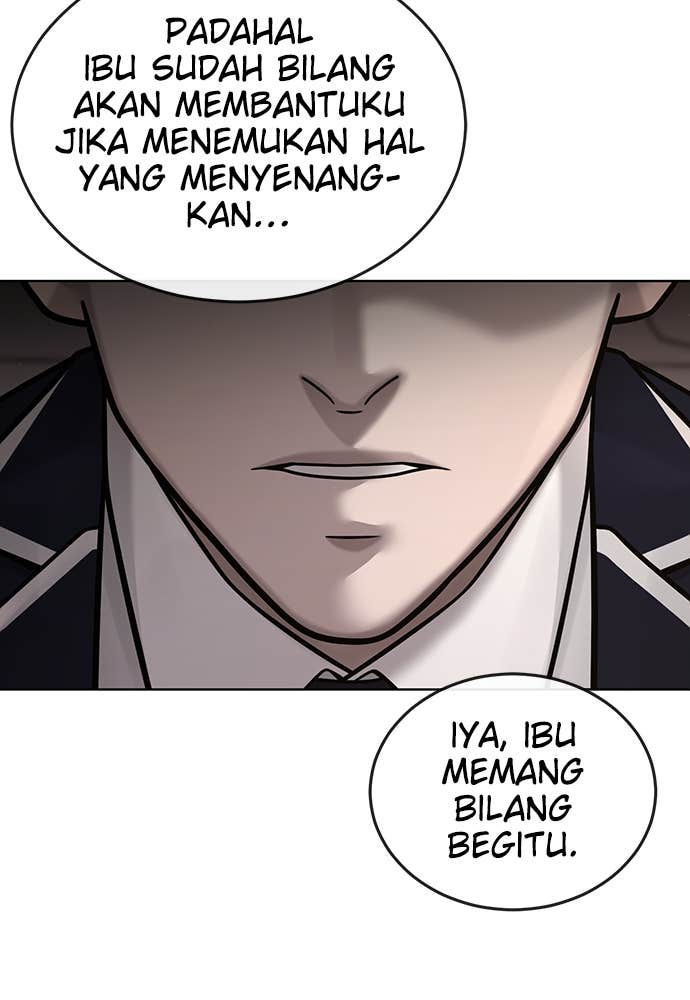 PADAHAL
IBU SUDAH BILANG
AKAN MEMBANTUKU
JIKA MENEMUKAN HAL
YANG MENYENANG-
KAN...
IYA, IBU
MEMANG
BILANG
BEGITU.